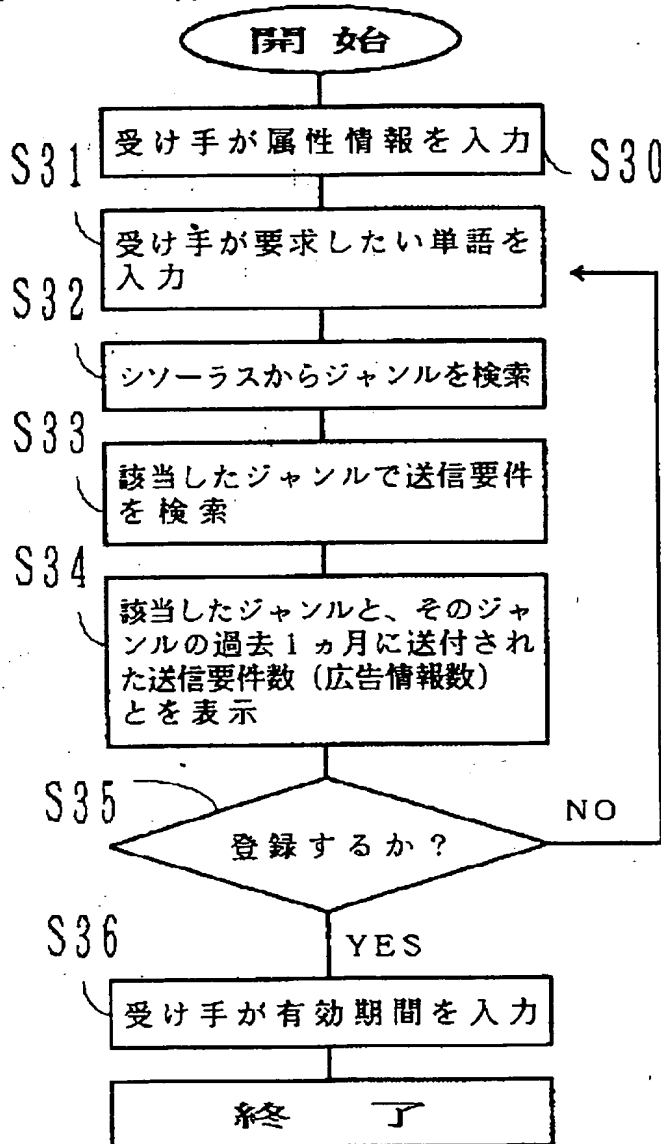 開始
受け手が属性情報を入力
S30
S31
受け手が要求したい単語を
入力
S32
シソーラスからジャンルを検索
S33
該当したジャンルで送信要件
を検索
S34
該当したジャンルと、そのジャ
ンルの過去1ヵ月に送付され
た送信要件数（広告情報数）
とを表示
S35
登録するか？
NO
YES
S36
受け手が有効期間を入力
終了